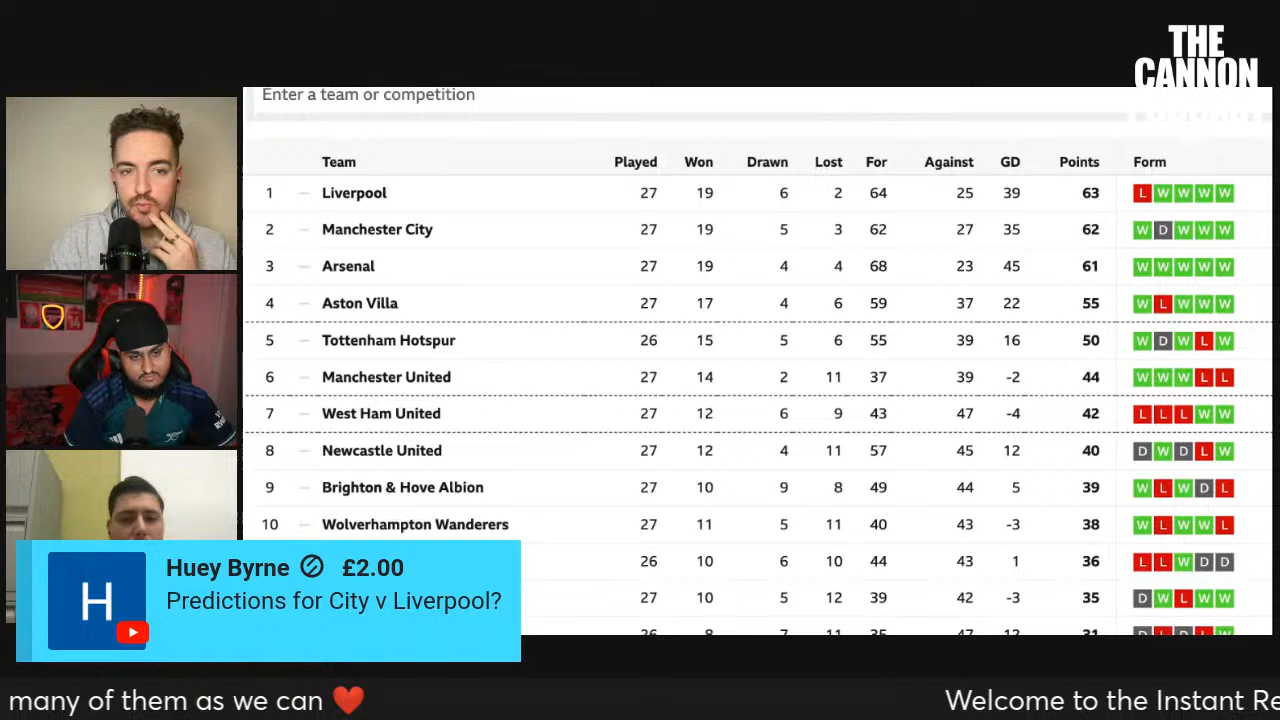 THE
CANNON
Enter a team or competition
Team Played Won Drawn Lost For Against GD Points Form
1 Liverpool 27 19 6 2 64 25 39 63 L W W W W
2 Manchester City 27 19 5 3 62 27 35 62 W D W W W
3 Arsenal 27 19 4 4 68 23 45 61 W W W W W
4 Aston Villa 27 17 4 6 59 37 22 55 W L W W W
5 Tottenham Hotspur 26 15 5 6 55 39 16 50 W D W L W
6 Manchester United 27 14 2 11 37 39 -2 44 W W W L L
7 West Ham United 27 12 6 9 43 47 -4 42 L L L W W
8 Newcastle United 27 12 4 11 57 45 12 40 D W D L W
9 Brighton & Hove Albion 27 10 9 8 49 44 5 39 W L W D L
10 Wolverhampton Wanderers 27 11 5 11 40 43 -3 38 W L W W L
26 10 6 10 44 43 1 36 L L W D D
27 10 5 12 39 42 -3 35 D W L W W
26 8 7 11 35 47 12 31 D L D L W
H
Huey Byrne £2.00
Predictions for City v Liverpool?
many of them as we can ❤️ Welcome to the Instant Re